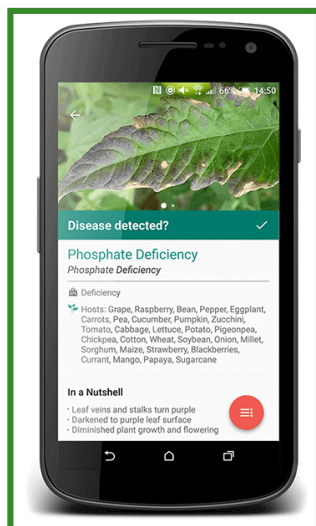 66% 14:50
Disease detected?
Phosphate Deficiency
Phosphate Deficiency
Deficiency
Hosts: Grape, Raspberry, Bean, Pepper, Eggplant,
Carrots, Pea, Cucumber, Pumpkin, Zucchini,
Tomato, Cabbage, Lettuce, Potato, Pigeonpea,
Chickpea, Cotton, Wheat, Soybean, Onion, Millet,
Sorghum, Maize, Strawberry, Blackberries,
Currant, Mango, Papaya, Sugarcane
In a Nutshell
· Leaf veins and stalks turn purple
· Darkened to purple leaf surface
· Diminished plant growth and flowering